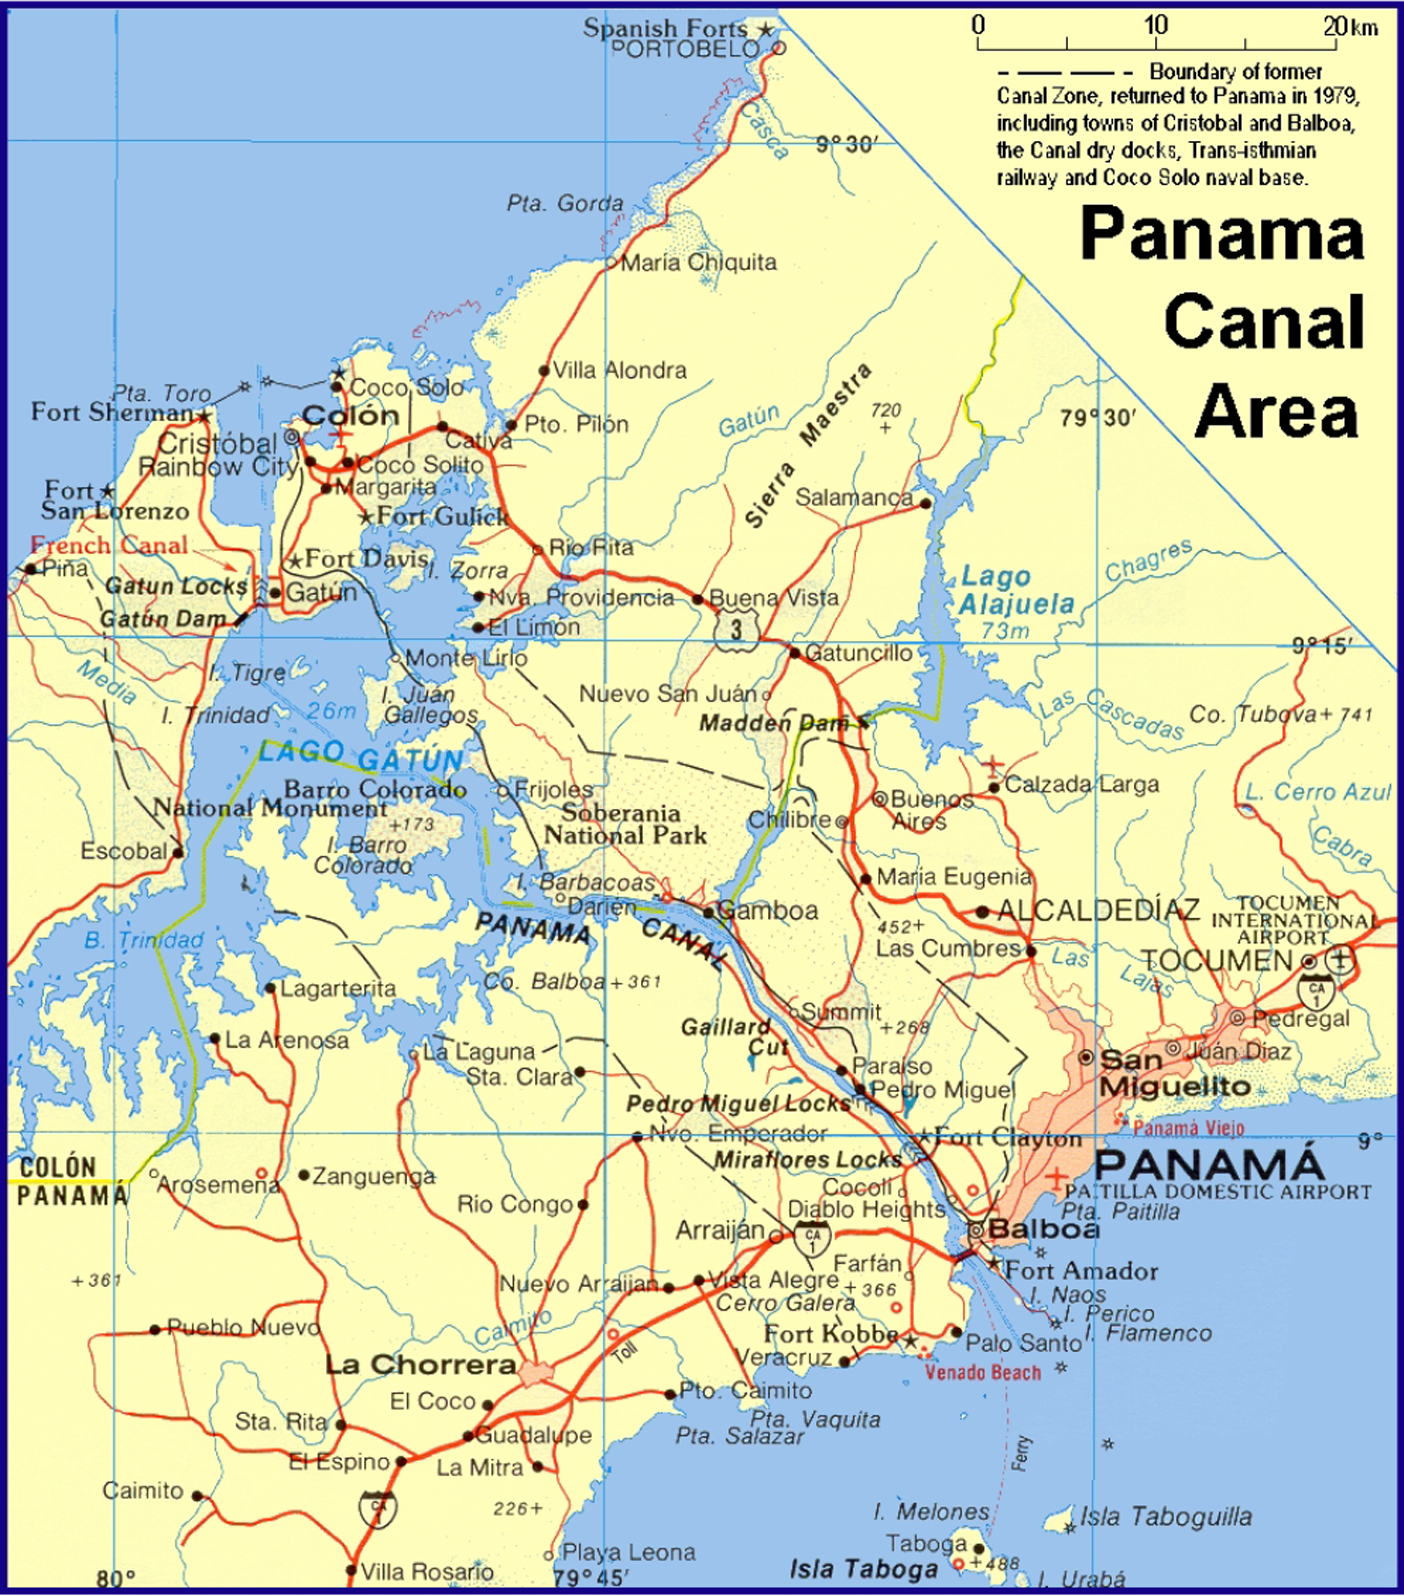 Spanish Forts
PORTOBELO
0 10 20 km
Boundary of former
Canal Zone, returned to Panama in 1979,
including towns of Cristobal and Balboa,
the Canal dry docks, Trans-isthmian
railway and Coco Solo naval base.
Panama
Canal
Area
Casca
9°30′
Pta. Gorda
María Chiquita
Villa Alondra
Pta. Toro
Coco Solo
Fort Sherman
Colón
Cristóbal
Cativá
Pto. Pilón
Rainbow City
Coco Solito
Margarita
Gatún
Sierra Maestra
720
+
79°30′
Salamanca
Fort
San Lorenzo
Fort Gulick
French Canal
Piña
Fort Davis
Río Rita
I. Zorra
Gatun Locks
Gatún
Gatún Dam
Nva. Providencia
Buena Vista
El Limón
3
Lago
Alajuela
73m
Chagres
9°15′
Gatuncillo
Monte Lirio
Media
I. Tigre
I. Trinidad
26m
I. Juán
Gallegos
Nuevo San Juán
Madden Dam
Las Cascadas
Co. Tubova+ 741
LAGO GATÚN
Barro Colorado
National Monument
+173
I. Barro
Colorado
Frijoles
Soberania
National Park
Chilibre
Buenos
Aires
Calzada Larga
L. Cerro Azul
Cabra
Escobal
I. Barbacoas
Darién
Gamboa
María Eugenia
ALCALDEDÍAZ
452+
Las Cumbres
TOCUMEN
INTERNATIONAL
AIRPORT
TOCUMEN
CA
1
PANAMA CANAL
B. Trinidad
Las Lajas
Co. Balboa +361
Lagarterita
La Arenosa
La Laguna
Sta. Clara
Gaillard
Cut
Summit
+268
Pedregal
Juán Diaz
San
Miguelito
Paraíso
Pedro Miguel
Pedro Miguel Locks
Nvo. Emperador
Fort Clayton
Panamá Viejo
9°
Miraflores Locks
PANAMÁ
PAITILLA DOMESTIC AIRPORT
Pta. Paitilla
COLÓN
PANAMÁ
Arosemena
Zanguenga
Río Congo
Cocolí
Diablo Heights
Balboa
Arraiján
CA
1
Farfán
Fort Amador
I. Naos
I. Perico
I. Flamenco
+361
Nuevo Arraijan
Vista Alegre
+366
Cerro Galera
Pueblo Nuevo
Caimito
Toll
Fort Kobbe
Palo Santo
Veracruz
Venado Beach
La Chorrera
El Coco
Pto. Caimito
Pta. Vaquita
Pta. Salazar
Sta. Rita
Guadalupe
El Espino
La Mitra
Ferry
Caimito
CA
1
226+
I. Melones
Isla Taboguilla
Taboga
Isla Taboga
+488
I. Urabá
Playa Leona
Villa Rosario
80°
79°45′